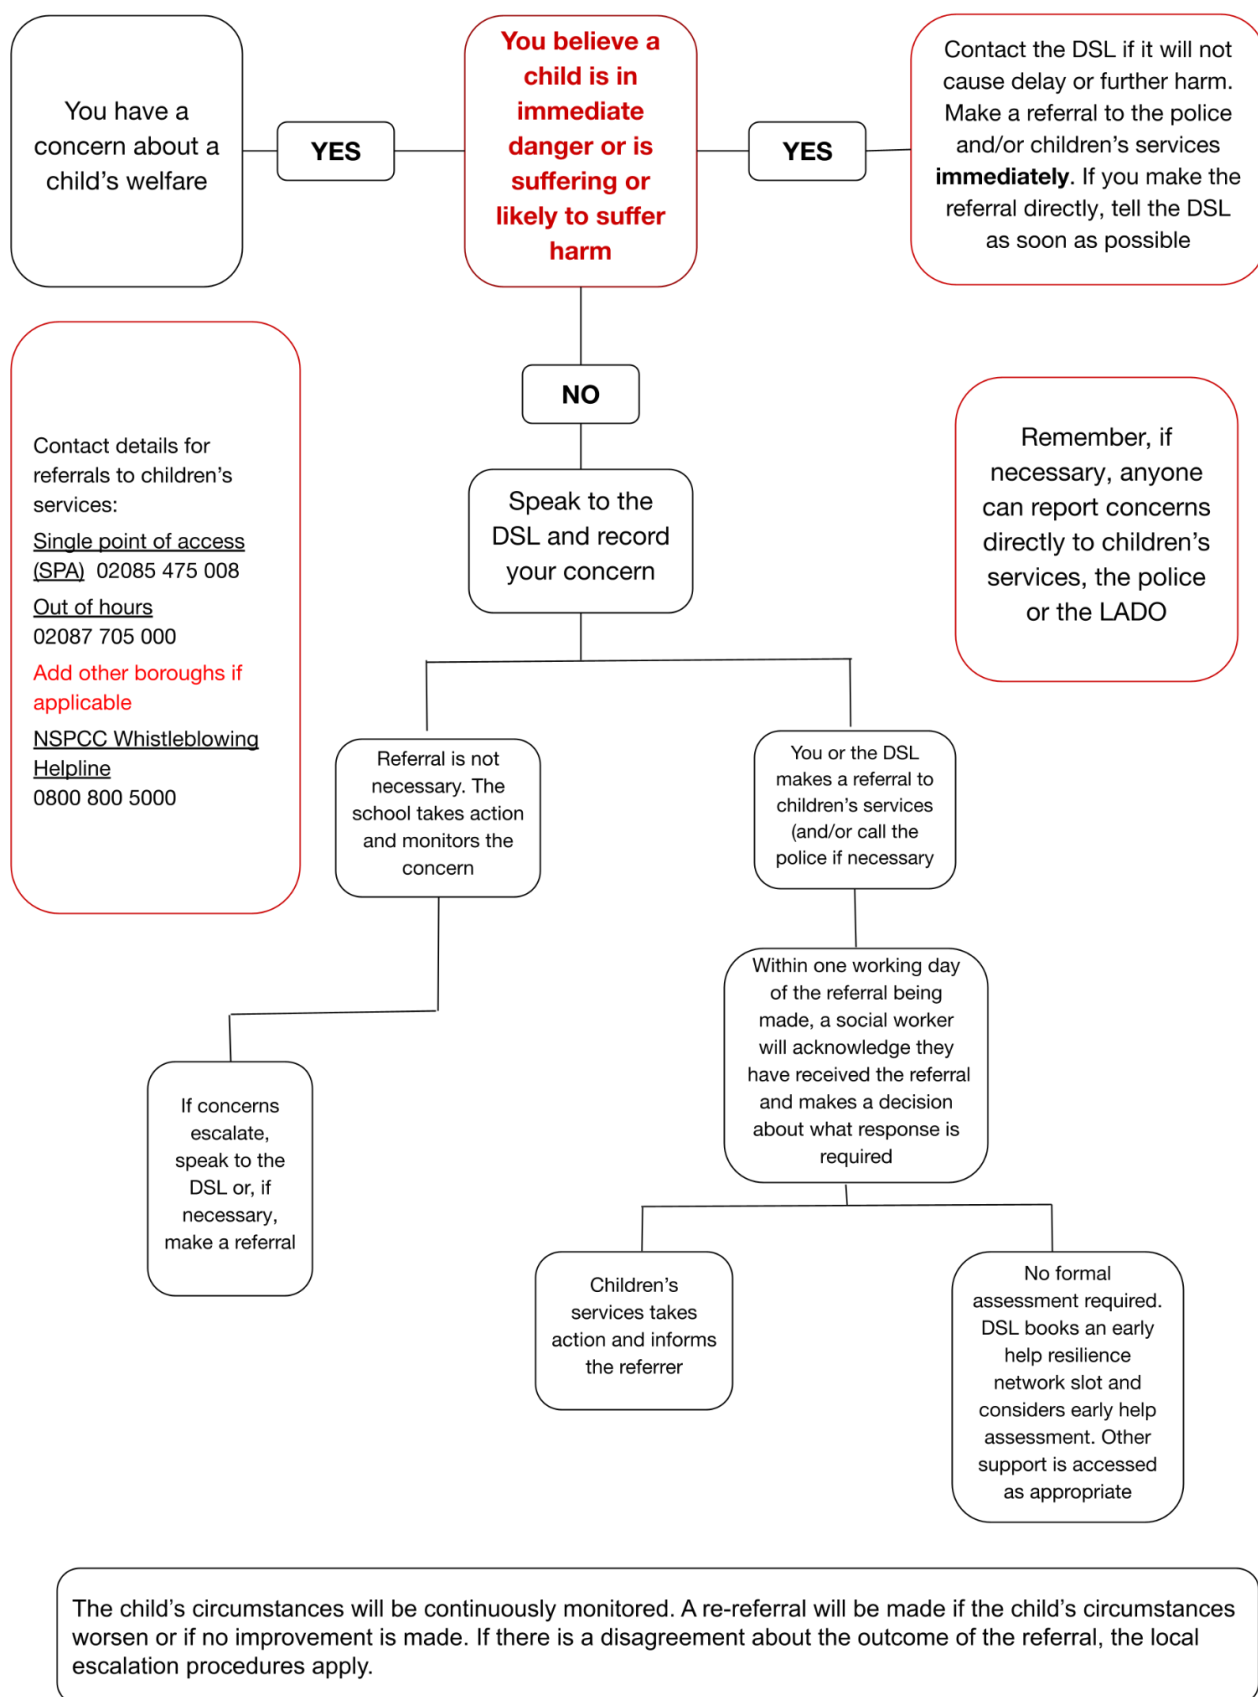 You have a
concern about a
child's welfare
YES
You believe a
child is in
immediate
danger or is
suffering or
likely to suffer
harm
YES
Contact the DSL if it will not
cause delay or further harm.
Make a referral to the police
and/or children's services
immediately. If you make the
referral directly, tell the DSL
as soon as possible
NO
Contact details for
referrals to children's
services:
Single point of access
(SPA) 02085 475 008
Out of hours
02087 705 000
Add other boroughs if
applicable
NSPCC Whistleblowing
Helpline
0800 800 5000
Speak to the
DSL and record
your concern
Remember, if
necessary, anyone
can report concerns
directly to children's
services, the police
or the LADO
Referral is not
necessary. The
school takes action
and monitors the
concern
You or the DSL
makes a referral to
children's services
(and/or call the
police if necessary
If concerns
escalate,
speak to the
DSL or, if
necessary,
make a referral
Within one working day
of the referral being
made, a social worker
will acknowledge they
have received the referral
and makes a decision
about what response is
required
Children's
services takes
action and informs
the referrer
No formal
assessment required.
DSL books an early
help resilience
network slot and
considers early help
assessment. Other
support is accessed
as appropriate
The child's circumstances will be continuously monitored. A re-referral will be made if the child's circumstances
worsen or if no improvement is made. If there is a disagreement about the outcome of the referral, the local
escalation procedures apply.